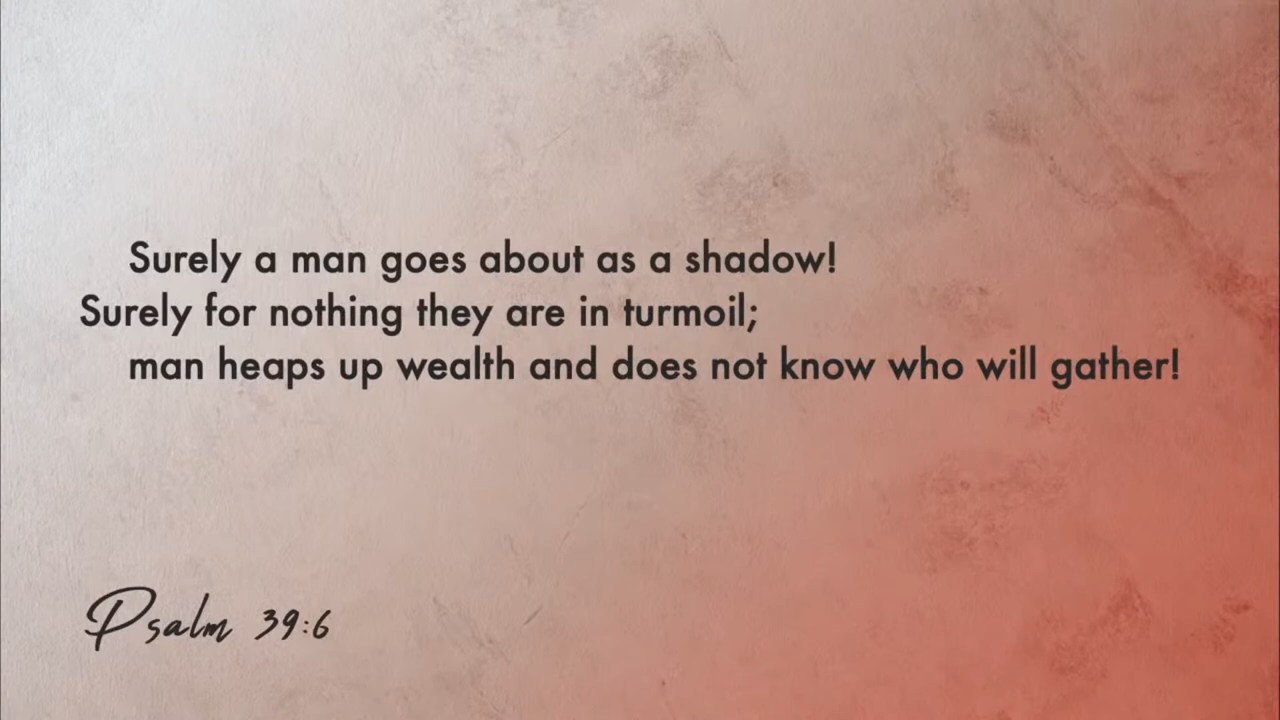 Surely a man goes about as a shadow!
Surely for nothing they are in turmoil;
man heaps up wealth and does not know who will gather!
Psalm 39:6